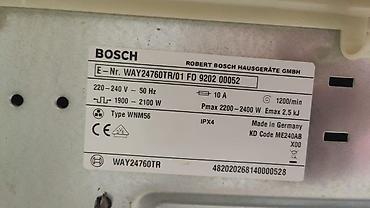 BOSCH
ROBERT BOSCH HAUSGERÄTE GMBH
E-Nr. WAY24760TR/01 FD 9202 00052
220-240 V ~ 50 Hz 10 A 1200/min
1900 - 2100 W Pmax 2200-2400 W Emax 2.5 kJ
Type WNM56 IPX4 Made in Germany
KD Code ME240AB
X00
WAY24760TR 482020268140000528